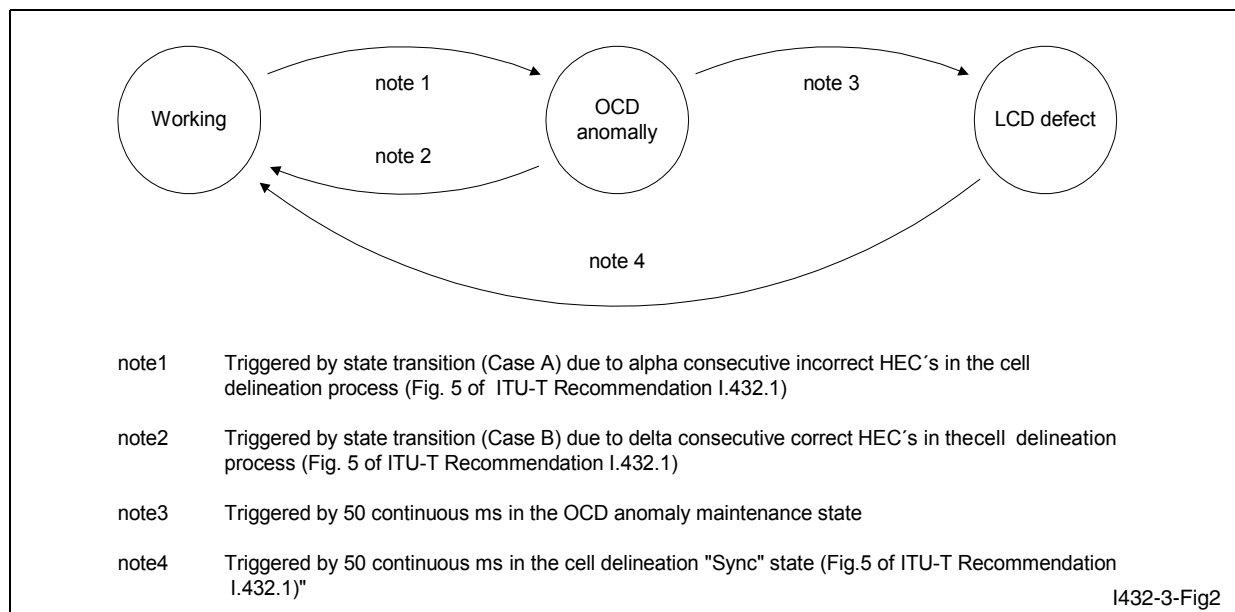 Working
note 1
note 2
OCD
anomally
note 3
LCD defect
note 4
note1 Triggered by state transition (Case A) due to alpha consecutive incorrect HEC´s in the cell
delineation process (Fig. 5 of ITU-T Recommendation I.432.1)
note2 Triggered by state transition (Case B) due to delta consecutive correct HEC´s in thecell delineation
process (Fig. 5 of ITU-T Recommendation I.432.1)
note3 Triggered by 50 continuous ms in the OCD anomaly maintenance state
note4 Triggered by 50 continuous ms in the cell delineation "Sync" state (Fig.5 of ITU-T Recommendation
I.432.1)"
I432-3-Fig2